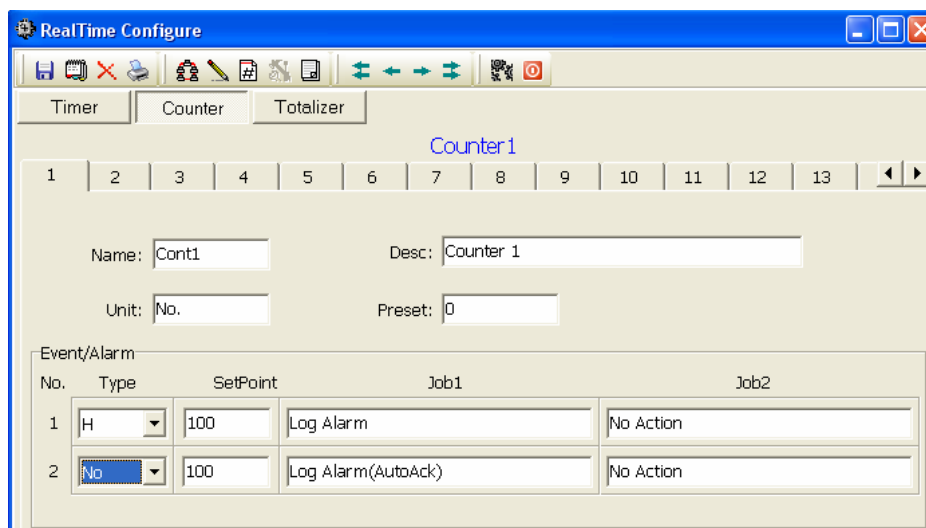 RealTime Configure
Timer Counter Totalizer
Counter1
1 2 3 4 5 6 7 8 9 10 11 12 13
Name: Cont1 Desc: Counter 1
Unit: No. Preset: 0
Event/Alarm
No. Type SetPoint Job1 Job2
1 H 100 Log Alarm No Action
2 No 100 Log Alarm(AutoAck) No Action